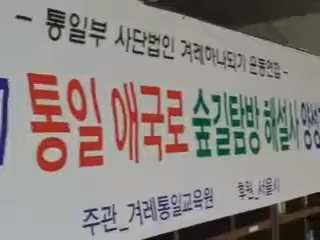 - 통일부 사단법인 겨레하나되기 운동연합 -
통일 애국로 숲길탐방 해설사
주관_겨레통일교육원 후원_서울시